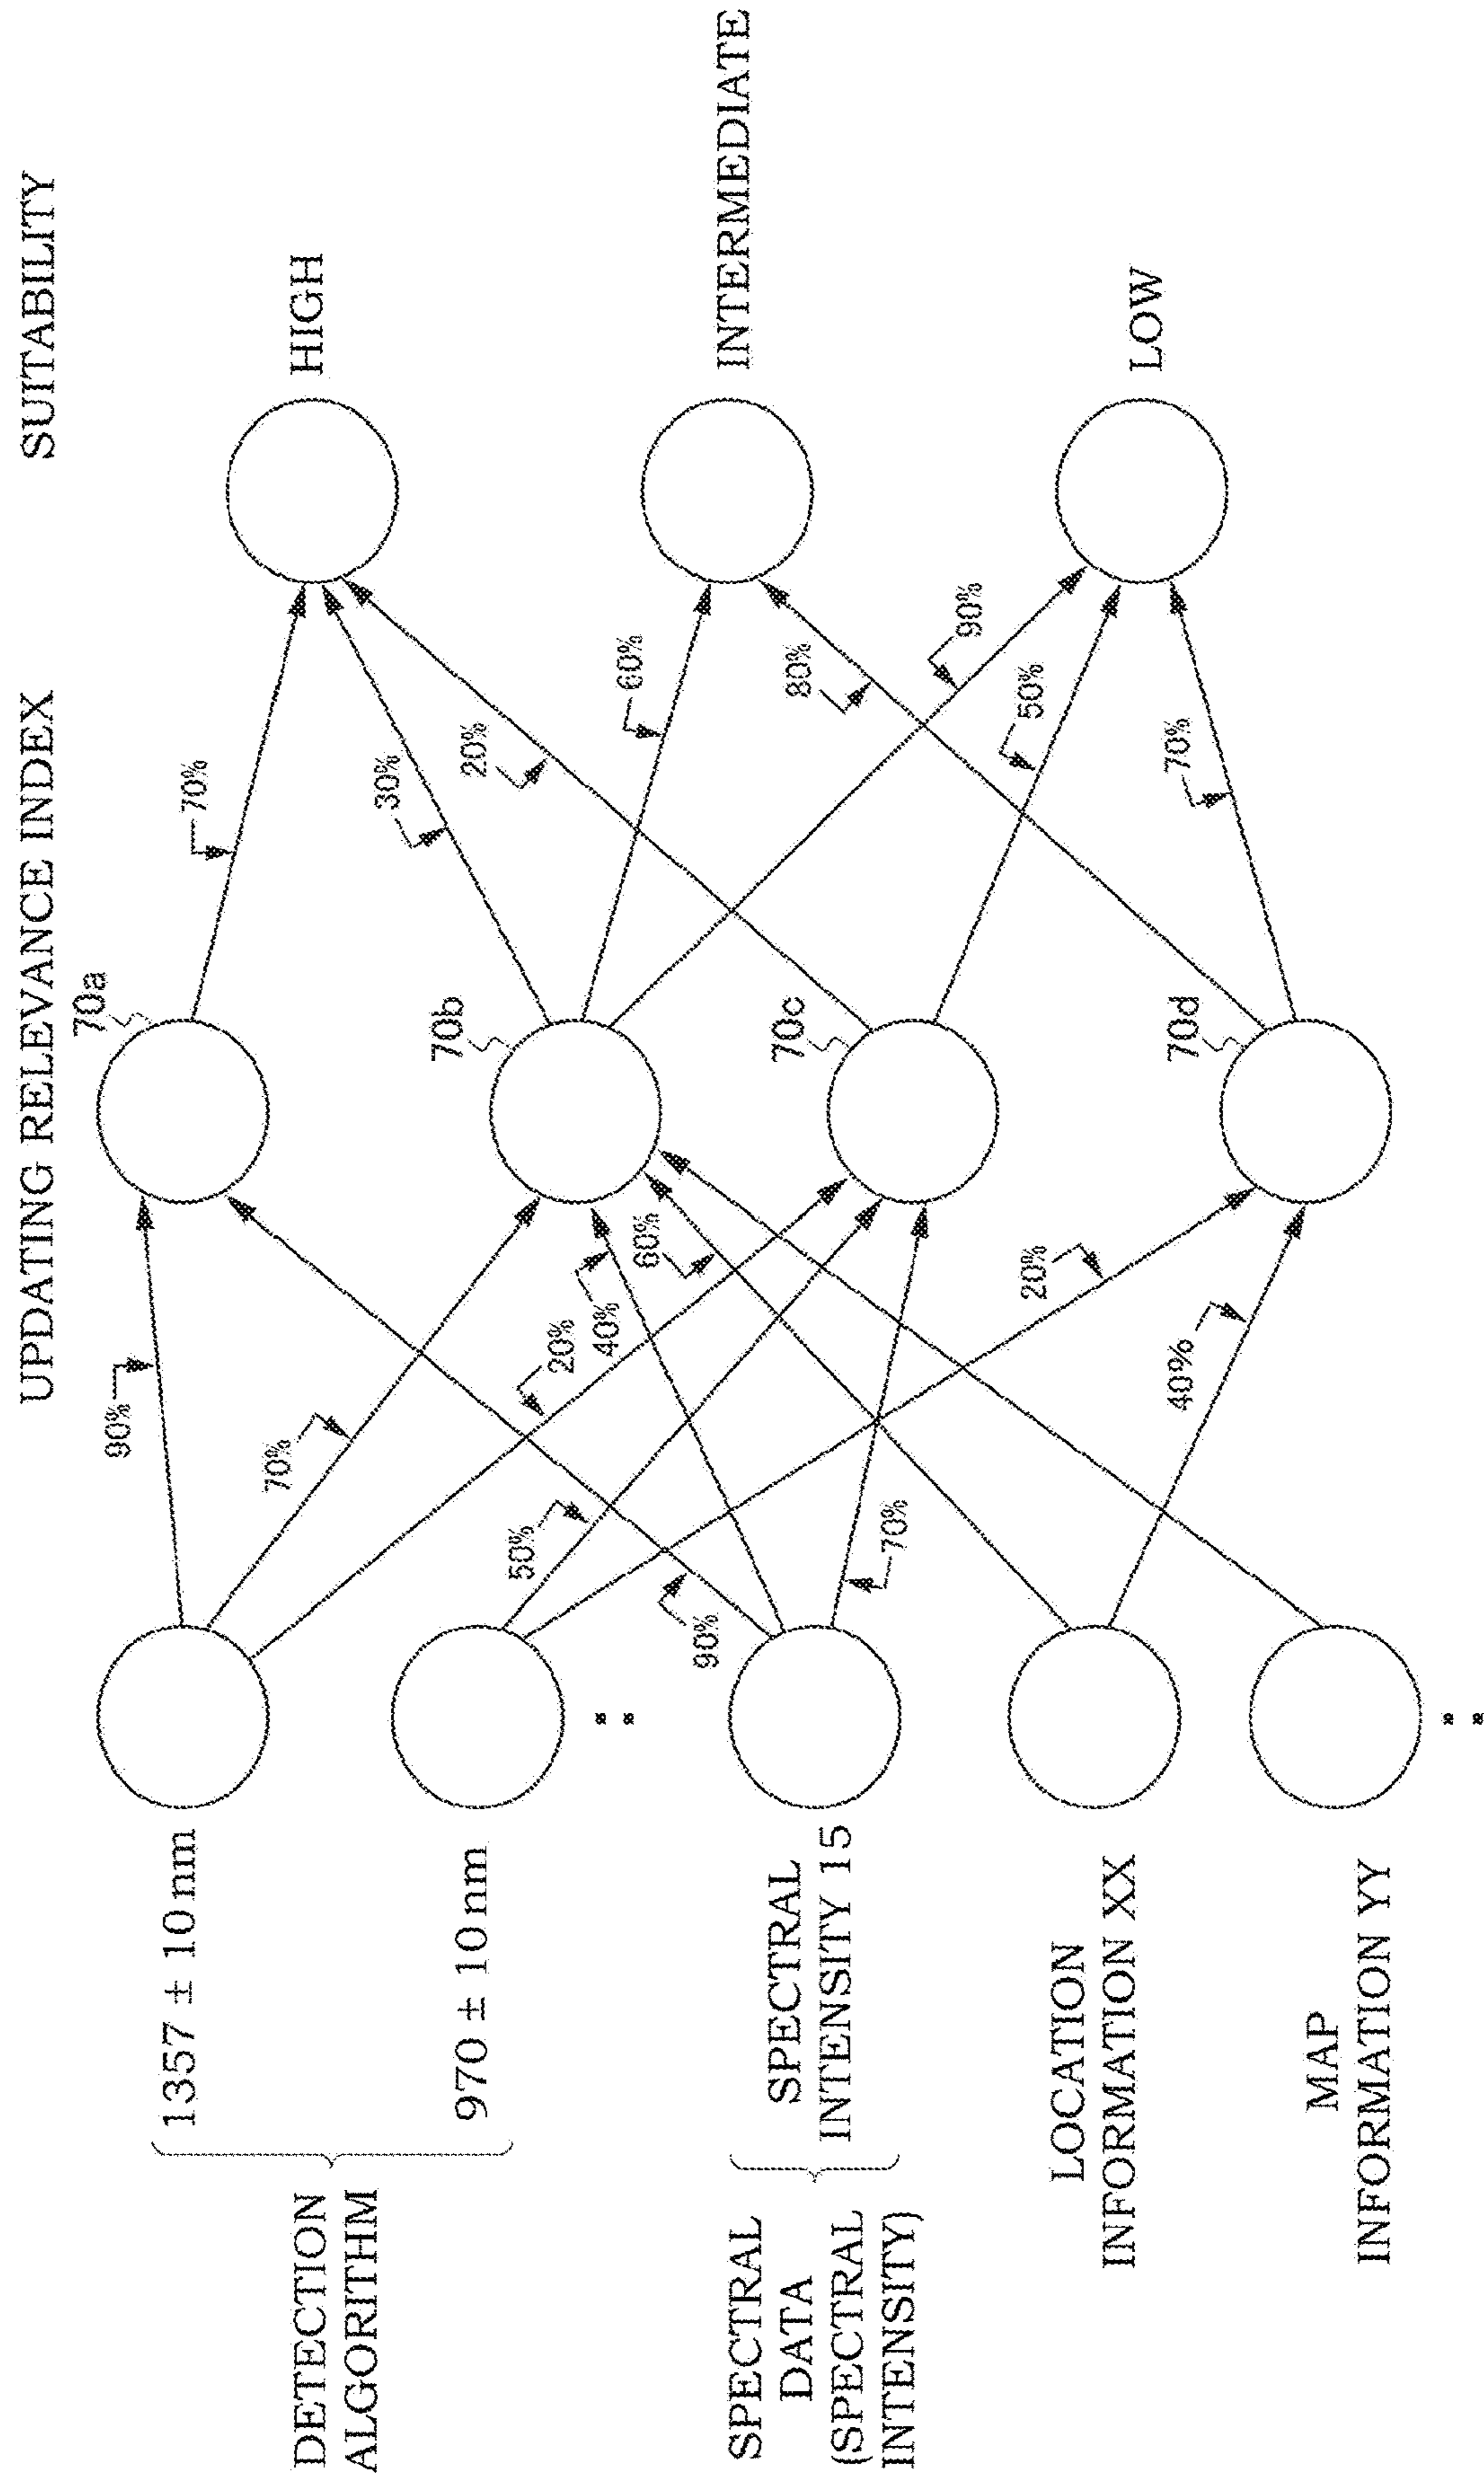 UPDATING RELEVANCE INDEX
SUITABILITY
DETECTION
ALGORITHM
1357 ± 10 nm
970 ± 10 nm
SPECTRAL
DATA
(SPECTRAL
INTENSITY)
SPECTRAL
INTENSITY 15
LOCATION
INFORMATION XX
MAP
INFORMATION YY
90%
70%
20%
50%
90%
40%
70%
60%
20%
40%
70a
70b
70c
70d
70%
30%
20%
60%
80%
90%
50%
70%
HIGH
INTERMEDIATE
LOW